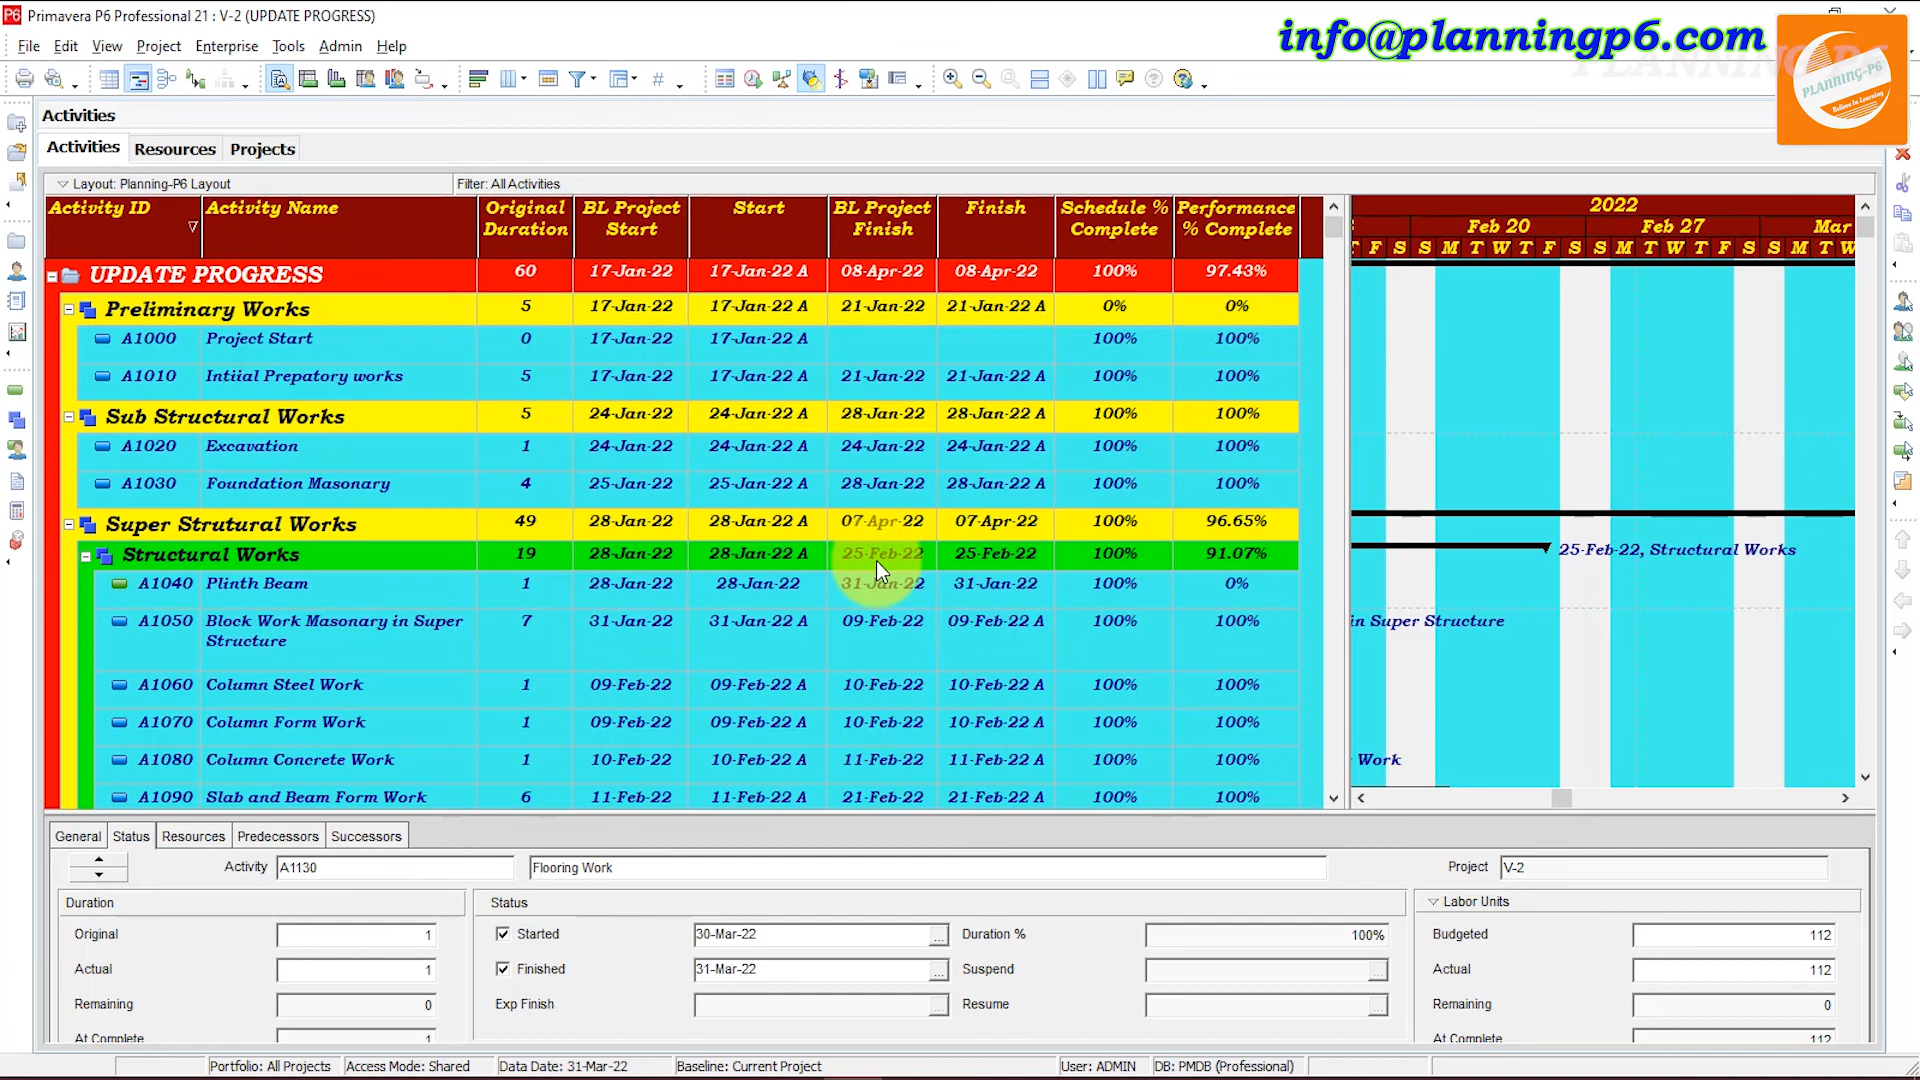 Primavera P6 Professional 21 : V-2 (UPDATE PROGRESS)
info@planningp6.com
PLANNING-P6
Believe In Learning
File Edit View Project Enterprise Tools Admin Help
Activities
Activities Resources Projects
Layout: Planning-P6 Layout Filter: All Activities
Activity ID Activity Name Original Duration BL Project Start Start BL Project Finish Finish Schedule % Complete Performance % Complete
2022
Feb 20 Feb 27 Mar
F S S M T W T F S S M T W T F S S M T W
UPDATE PROGRESS 60 17-Jan-22 17-Jan-22 A 08-Apr-22 08-Apr-22 100% 97.43%
Preliminary Works 5 17-Jan-22 17-Jan-22 A 21-Jan-22 21-Jan-22 A 0% 0%
A1000 Project Start 0 17-Jan-22 17-Jan-22 A 100% 100%
A1010 Intiial Prepatory works 5 17-Jan-22 17-Jan-22 A 21-Jan-22 21-Jan-22 A 100% 100%
Sub Structural Works 5 24-Jan-22 24-Jan-22 A 28-Jan-22 28-Jan-22 A 100% 100%
A1020 Excavation 1 24-Jan-22 24-Jan-22 A 24-Jan-22 24-Jan-22 A 100% 100%
A1030 Foundation Masonary 4 25-Jan-22 25-Jan-22 A 28-Jan-22 28-Jan-22 A 100% 100%
Super Strutural Works 49 28-Jan-22 28-Jan-22 A 07-Apr-22 07-Apr-22 100% 96.65%
Structural Works 19 28-Jan-22 28-Jan-22 A 25-Feb-22 25-Feb-22 100% 91.07% 25-Feb-22, Structural Works
A1040 Plinth Beam 1 28-Jan-22 28-Jan-22 31-Jan-22 31-Jan-22 100% 0%
A1050 Block Work Masonary in Super Structure 7 31-Jan-22 31-Jan-22 A 09-Feb-22 09-Feb-22 A 100% 100% in Super Structure
A1060 Column Steel Work 1 09-Feb-22 09-Feb-22 A 10-Feb-22 10-Feb-22 A 100% 100%
A1070 Column Form Work 1 09-Feb-22 09-Feb-22 A 10-Feb-22 10-Feb-22 A 100% 100%
A1080 Column Concrete Work 1 10-Feb-22 10-Feb-22 A 11-Feb-22 11-Feb-22 A 100% 100% Work
A1090 Slab and Beam Form Work 6 11-Feb-22 11-Feb-22 A 21-Feb-22 21-Feb-22 A 100% 100%
General Status Resources Predecessors Successors
Activity A1130 Flooring Work Project V-2
Duration Status Labor Units
Original 1 Started 30-Mar-22 Duration % 100% Budgeted 112
Actual 1 Finished 31-Mar-22 Suspend Actual 112
Remaining 0 Exp Finish Resume Remaining 0
At Complete 1 At Complete 112
Portfolio: All Projects Access Mode: Shared Data Date: 31-Mar-22 Baseline: Current Project User: ADMIN DB: PMDB (Professional)